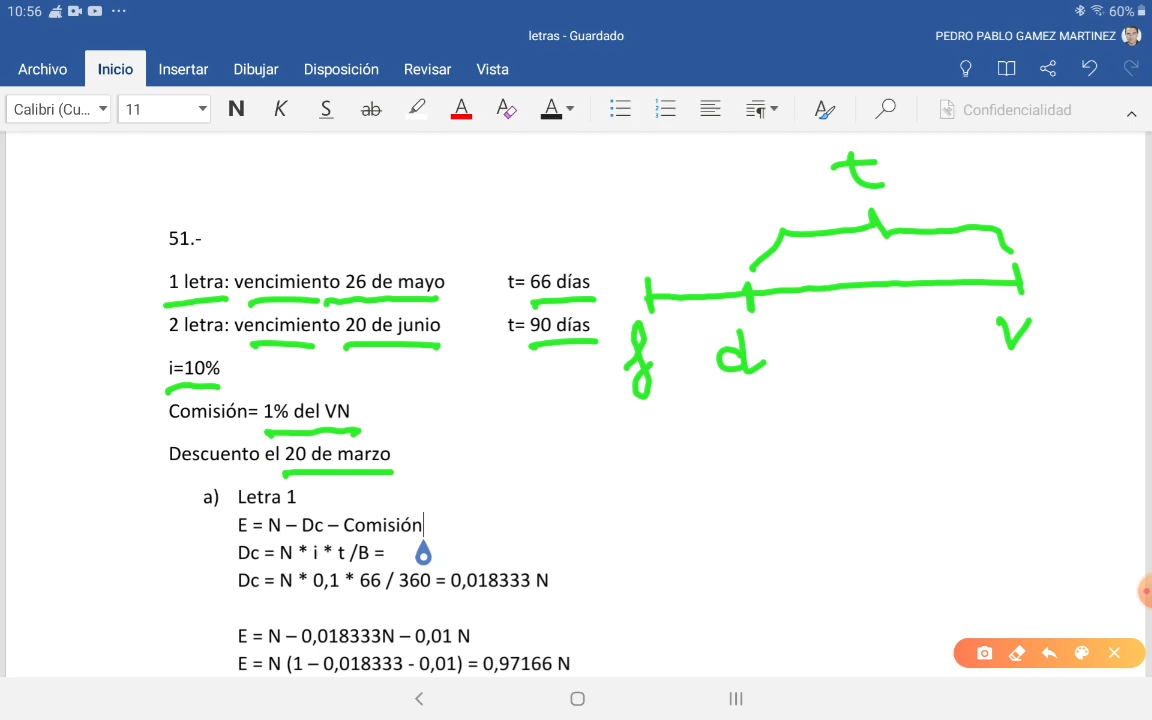 10:56 60%
letras - Guardado
PEDRO PABLO GAMEZ MARTINEZ
Archivo Inicio Insertar Dibujar Disposición Revisar Vista
Calibri (Cu... 11 N K S ab A A A Confidencialidad
t
51.-
1 letra: vencimiento 26 de mayo t= 66 días
2 letra: vencimiento 20 de junio t= 90 días
f d v
i=10%
Comisión= 1% del VN
Descuento el 20 de marzo
a) Letra 1
E = N – Dc – Comisión
Dc = N * i * t /B =
Dc = N * 0,1 * 66 / 360 = 0,018333 N
E = N – 0,018333N – 0,01 N
E = N (1 – 0,018333 - 0,01) = 0,97166 N